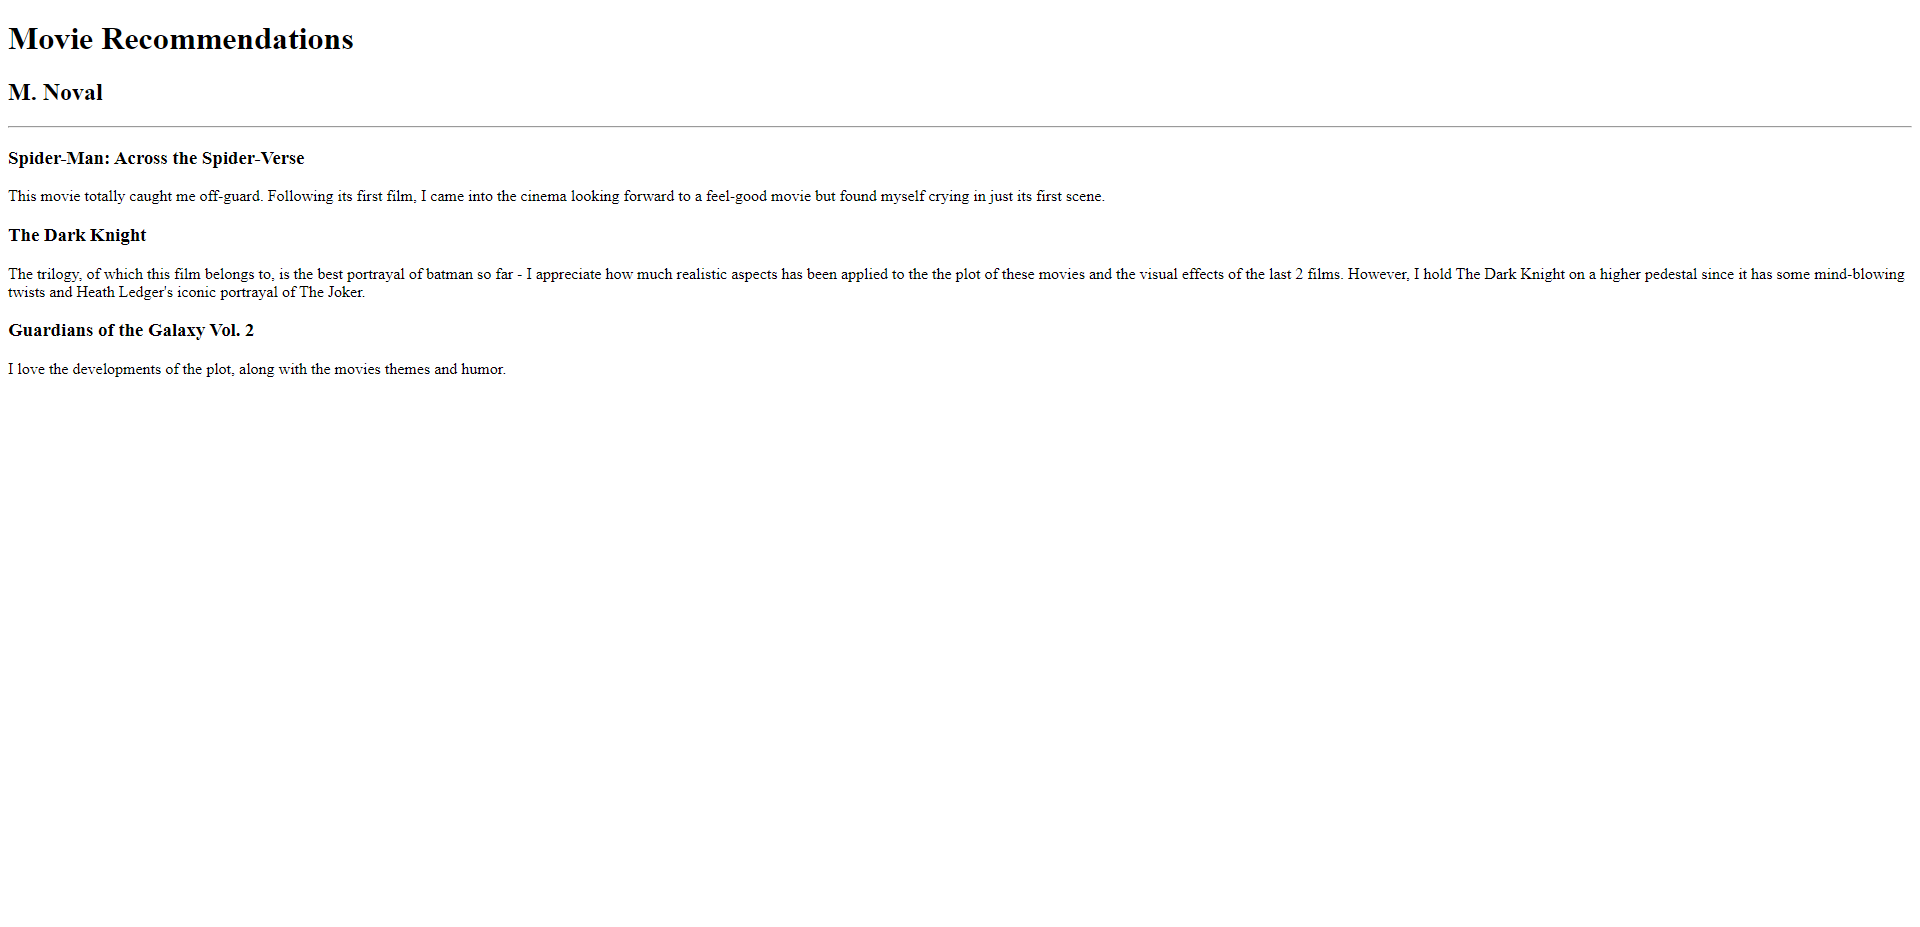 Movie Recommendations
M. Noval
Spider-Man: Across the Spider-Verse
This movie totally caught me off-guard. Following its first film, I came into the cinema looking forward to a feel-good movie but found myself crying in just its first scene.
The Dark Knight
The trilogy, of which this film belongs to, is the best portrayal of batman so far - I appreciate how much realistic aspects has been applied to the the plot of these movies and the visual effects of the last 2 films. However, I hold The Dark Knight on a higher pedestal since it has some mind-blowing
twists and Heath Ledger's iconic portrayal of The Joker.
Guardians of the Galaxy Vol. 2
I love the developments of the plot, along with the movies themes and humor.